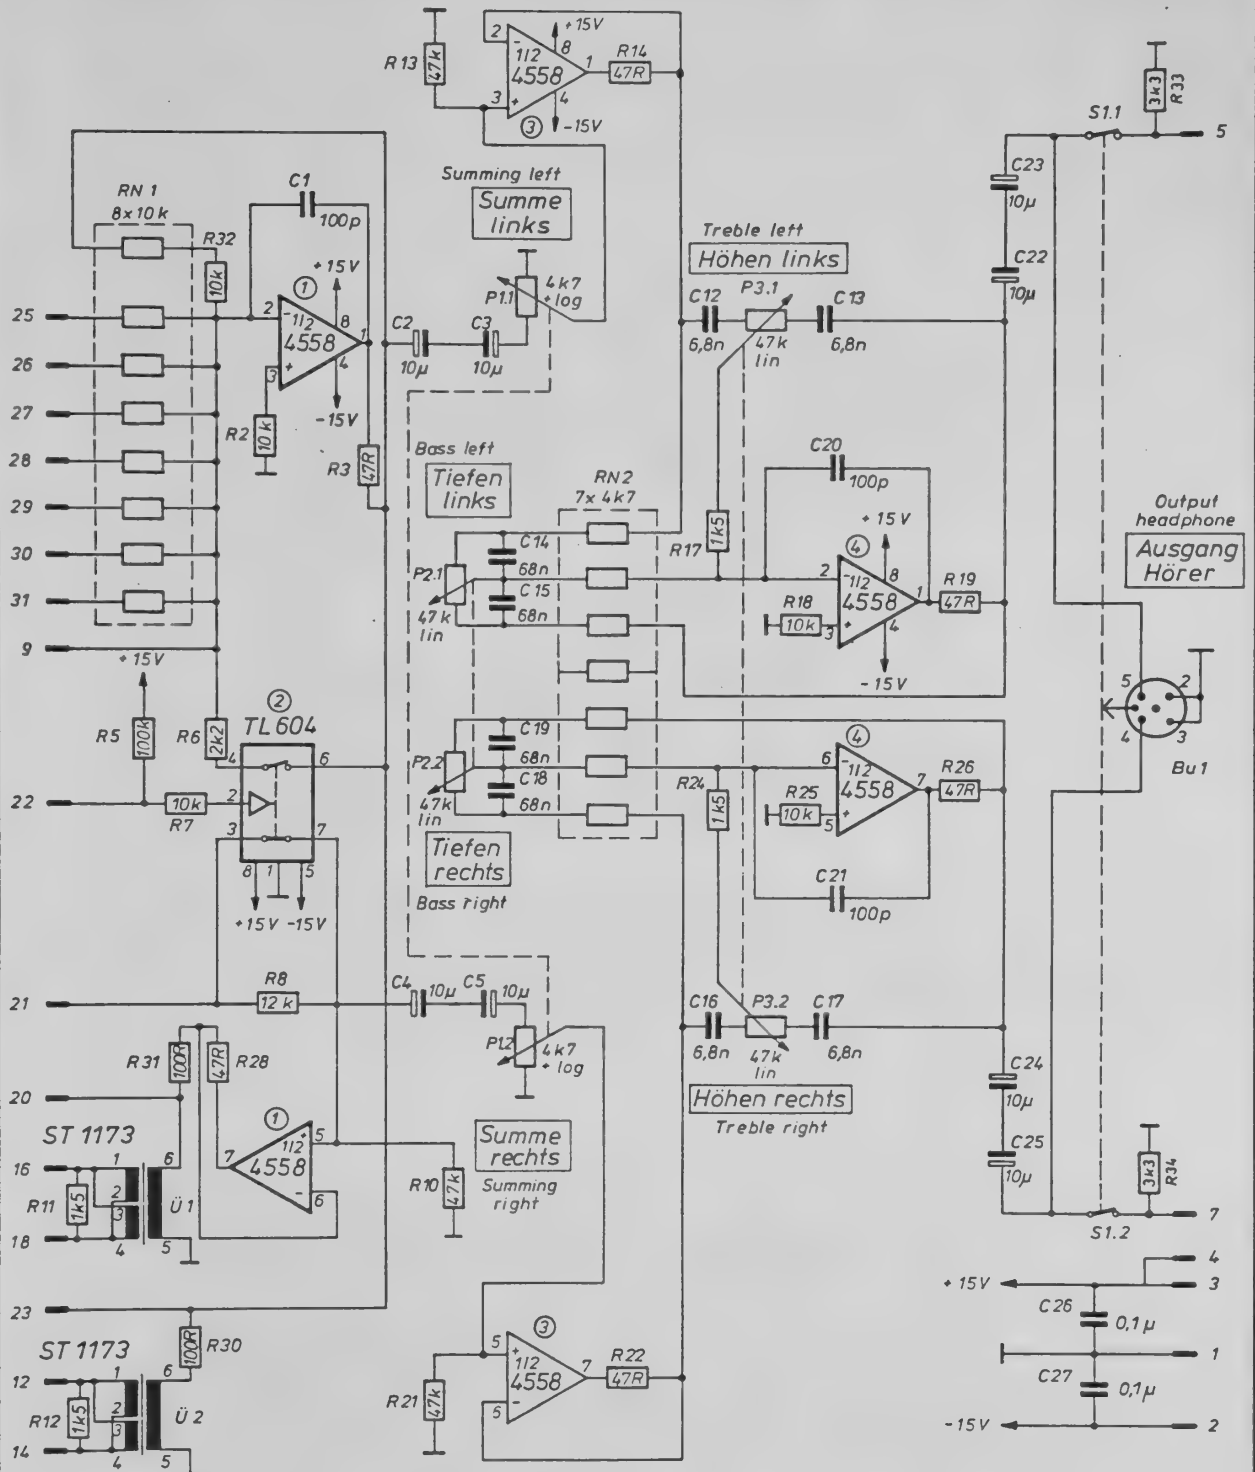 +15V
2
-
8
1
R14
R13
47k
1/2
4558
47R
3
+
4
-15V
③
3k3
R33
S1.1
5
C23
10µ
C22
10µ
RN 1
8x10k
C1
100p
R32
10k
Summing left
Summe
links
Treble left
Höhen links
+15V
①
2
-
1/2
8
4558
1
+
3
4
-15V
P1.1
4k7
+ log
C2
10µ
C3
10µ
C12
6,8n
P3.1
47k
lin
C13
6,8n
25
26
27
28
29
30
31
9
R2
10k
R3
47R
Bass left
Tiefen
links
RN2
7x 4k7
C20
100p
R17
1k5
+15V
④
2
-
1/2
8
4558
1
R19
47R
R18
10k
3
+
4
-15V
Output
headphone
Ausgang
Hörer
P2.1
47k
lin
C14
68n
C15
68n
5
2
4
3
Bu 1
+15V
②
TL604
R5
100k
R6
2k2
4
6
22
10k
R7
2
3
7
8
1
5
+15V
-15V
P2.2
47k
lin
C19
68n
C18
68n
Tiefen
rechts
Bass right
R24
1k5
④
6
-
1/2
4558
7
R26
47R
R25
10k
5
+
C21
100p
21
R8
12k
C4
10µ
C5
10µ
P1.2
4k7
+ log
C16
6,8n
P3.2
47k
lin
C17
6,8n
Höhen rechts
Treble right
R31
100R
47R
R28
20
C24
10µ
C25
10µ
ST 1173
①
7
1/2
4558
+
5
-
6
16
R11
1k5
18
1
2
3
4
6
5
Ü 1
R10
47k
Summe
rechts
Summing
right
3k3
R34
S1.2
7
4
3
+15V
C26
0,1µ
1
C27
0,1µ
-15V
2
23
100R
R30
ST 1173
12
R12
1k5
14
1
2
3
4
6
5
Ü 2
③
5
+
1/2
4558
7
R22
47R
-
6
R21
47k